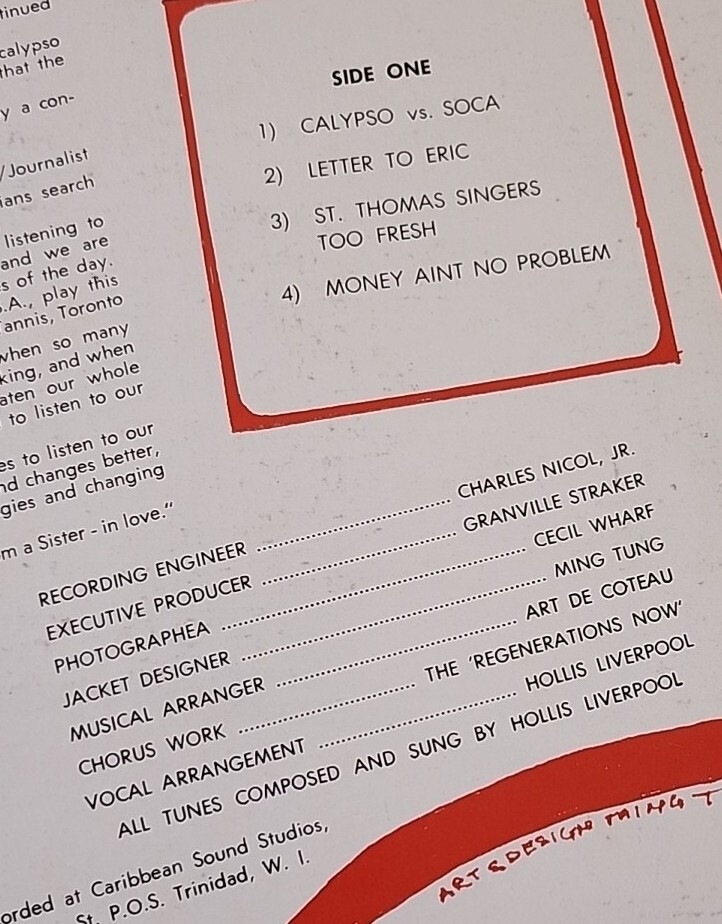 tinued
calypso
that the
y a con-
/Journalist
ians search
listening to
and we are
s of the day.
.A., play this
annis, Toronto
when so many
king, and when
aten our whole
to listen to our
es to listen to our
nd changes better,
gies and changing
m a Sister - in love."
SIDE ONE
1) CALYPSO vs. SOCA
2) LETTER TO ERIC
3) ST. THOMAS SINGERS
TOO FRESH
4) MONEY AINT NO PROBLEM
RECORDING ENGINEER ........................ CHARLES NICOL, JR.
EXECUTIVE PRODUCER ........................ GRANVILLE STRAKER
PHOTOGRAPHEA ........................ CECIL WHARF
JACKET DESIGNER ........................ MING TUNG
MUSICAL ARRANGER ........................ ART DE COTEAU
CHORUS WORK ........................ THE 'REGENERATIONS NOW'
VOCAL ARRANGEMENT ........................ HOLLIS LIVERPOOL
ALL TUNES COMPOSED AND SUNG BY HOLLIS LIVERPOOL
orded at Caribbean Sound Studios,
St. P.O.S. Trinidad, W. I.
ART & DESIGN MING T